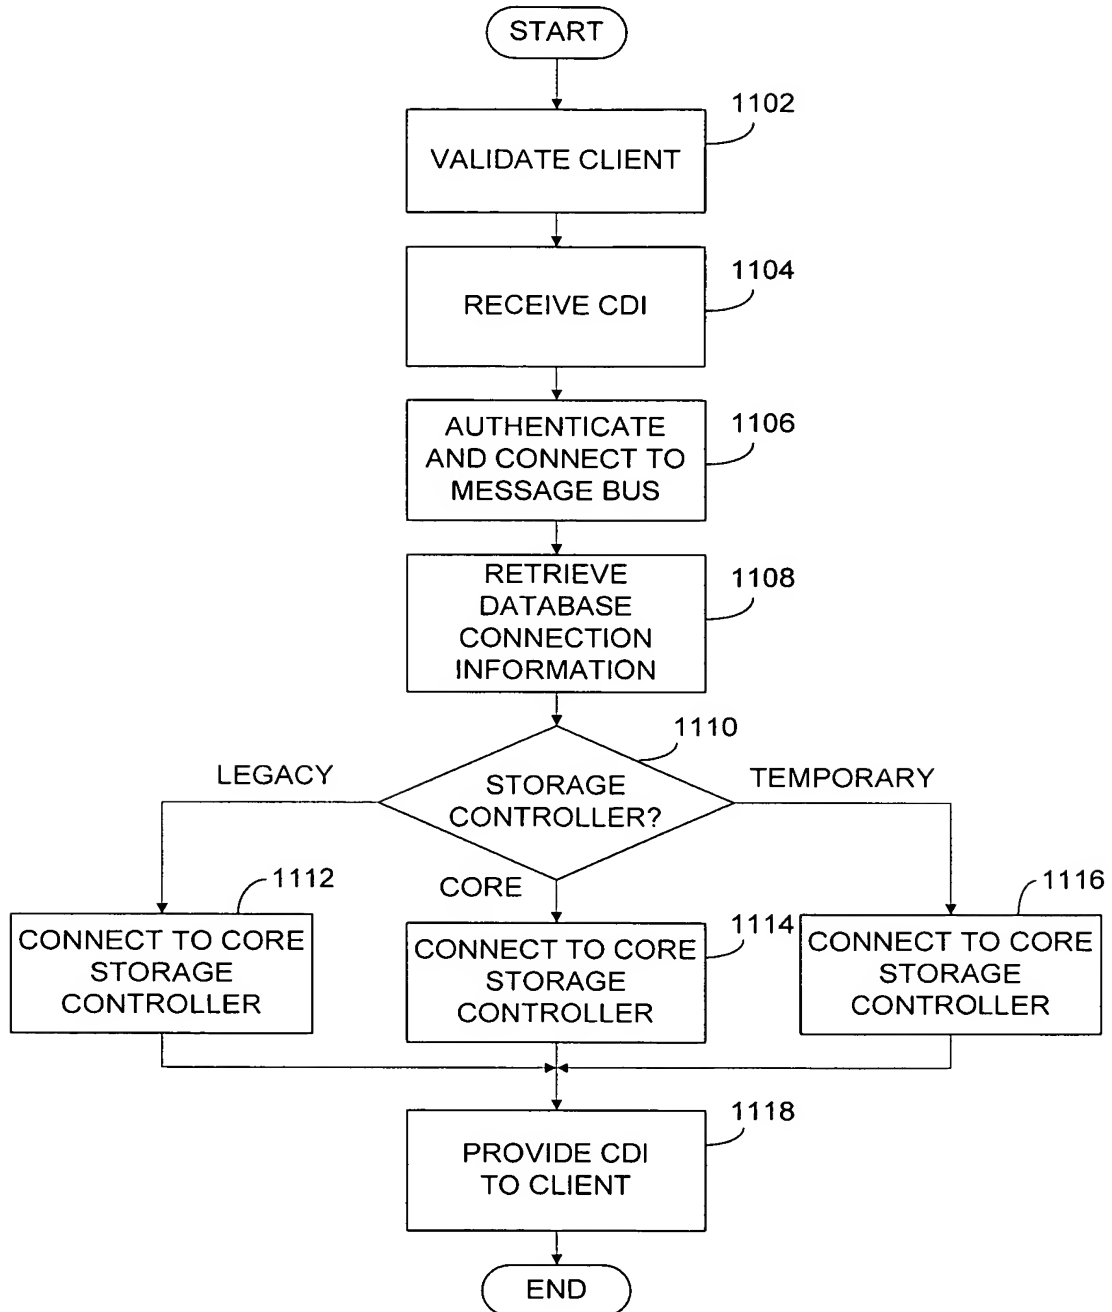 START
1102
VALIDATE CLIENT
1104
RECEIVE CDI
1106
AUTHENTICATE
AND CONNECT TO
MESSAGE BUS
1108
RETRIEVE
DATABASE
CONNECTION
INFORMATION
1110
LEGACY
STORAGE
CONTROLLER?
TEMPORARY
CORE
1112
CONNECT TO CORE
STORAGE
CONTROLLER
1114
CONNECT TO CORE
STORAGE
CONTROLLER
1116
CONNECT TO CORE
STORAGE
CONTROLLER
1118
PROVIDE CDI
TO CLIENT
END